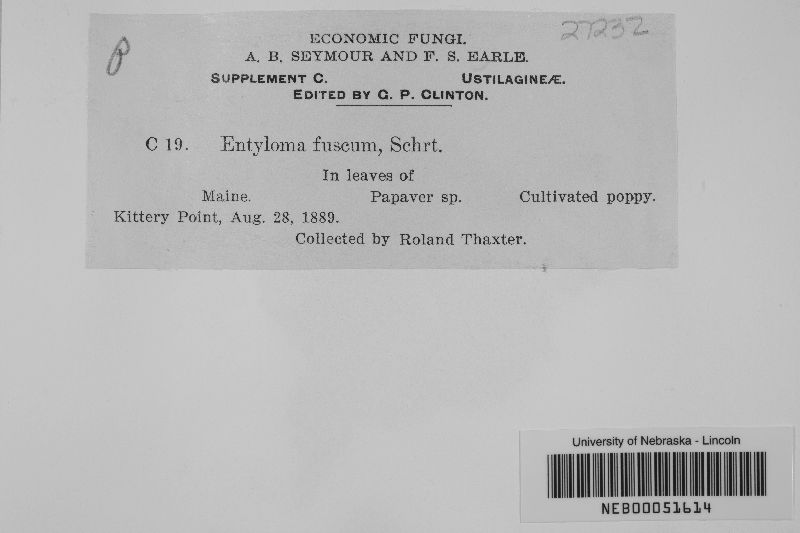 27232
P
ECONOMIC FUNGI.
A. B. SEYMOUR AND F. S. EARLE.
SUPPLEMENT C. USTILAGINEÆ.
EDITED BY G. P. CLINTON.
C 19. Entyloma fuscum, Schrt.
In leaves of
Maine. Papaver sp. Cultivated poppy.
Kittery Point, Aug. 28, 1889.
Collected by Roland Thaxter.
University of Nebraska - Lincoln
NEB00051614